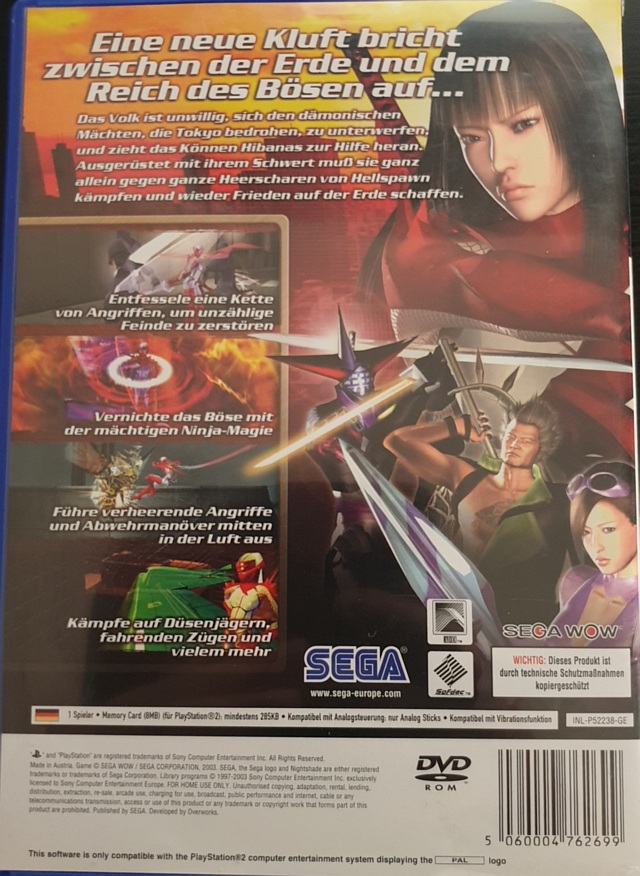 Eine neue Kluft bricht
zwischen der Erde und dem
Reich des Bösen auf...
Das Volk ist unwillig, sich den dämonischen
Mächten, die Tokyo bedrohen, zu unterwerfen,
und zieht das Können Hibanas zur Hilfe heran.
Ausgerüstet mit ihrem Schwert muß sie ganz
allein gegen ganze Heerscharen von Hellspawn
kämpfen und wieder Frieden auf der Erde schaffen.
Entfessele eine Kette
von Angriffen, um unzählige
Feinde zu zerstören
Vernichte das Böse mit
der mächtigen Ninja-Magie
Führe verheerende Angriffe
und Abwehrmanöver mitten
in der Luft aus
Kämpfe auf Düsenjägern,
fahrenden Zügen und
vielem mehr
SEGA®
www.sega-europe.com
ADX™
Sofdec™
SEGA WOW™
WICHTIG: Dieses Produkt ist
durch technische Schutzmaßnahmen
kopiergeschützt
1 Spieler • Memory Card (8MB) (für PlayStation®2): mindestens 285KB • Kompatibel mit Analogsteuerung: nur Analog Sticks • Kompatibel mit Vibrationsfunktion
INL-P52238-GE
" and "PlayStation" are registered trademarks of Sony Computer Entertainment Inc. All Rights Reserved.
Made in Austria. Game © SEGA WOW / SEGA CORPORATION, 2003. SEGA, the Sega logo and Nightshade are either registered
trademarks or trademarks of Sega Corporation. Library programs © 1997-2003 Sony Computer Entertainment Inc. exclusively
licensed to Sony Computer Entertainment Europe. FOR HOME USE ONLY. Unauthorised copying, adaptation, rental, lending,
distribution, extraction, re-sale, arcade use, charging for use, broadcast, public performance and internet, cable or any
telecommunications transmission, access or use of this product or any trademark or copyright work that forms part of this
product are prohibited. Published by SEGA. Developed by Overworks.
DVD
ROM
5 060004 762699
This software is only compatible with the PlayStation®2 computer entertainment system displaying the PAL logo